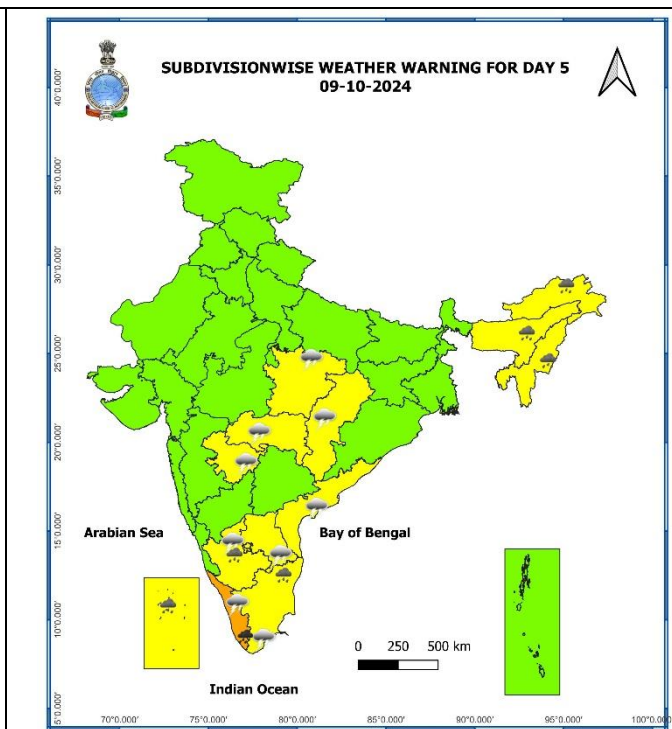 SUBDIVISIONWISE WEATHER WARNING FOR DAY 5
09-10-2024
40°0.000'
35°0.000'
30°0.000'
25°0.000'
20°0.000'
15°0.000'
10°0.000'
5°0.000'
Arabian Sea
Bay of Bengal
0 250 500 km
Indian Ocean
70°0.000' 75°0.000' 80°0.000' 85°0.000' 90°0.000' 95°0.000' 100°0.000'